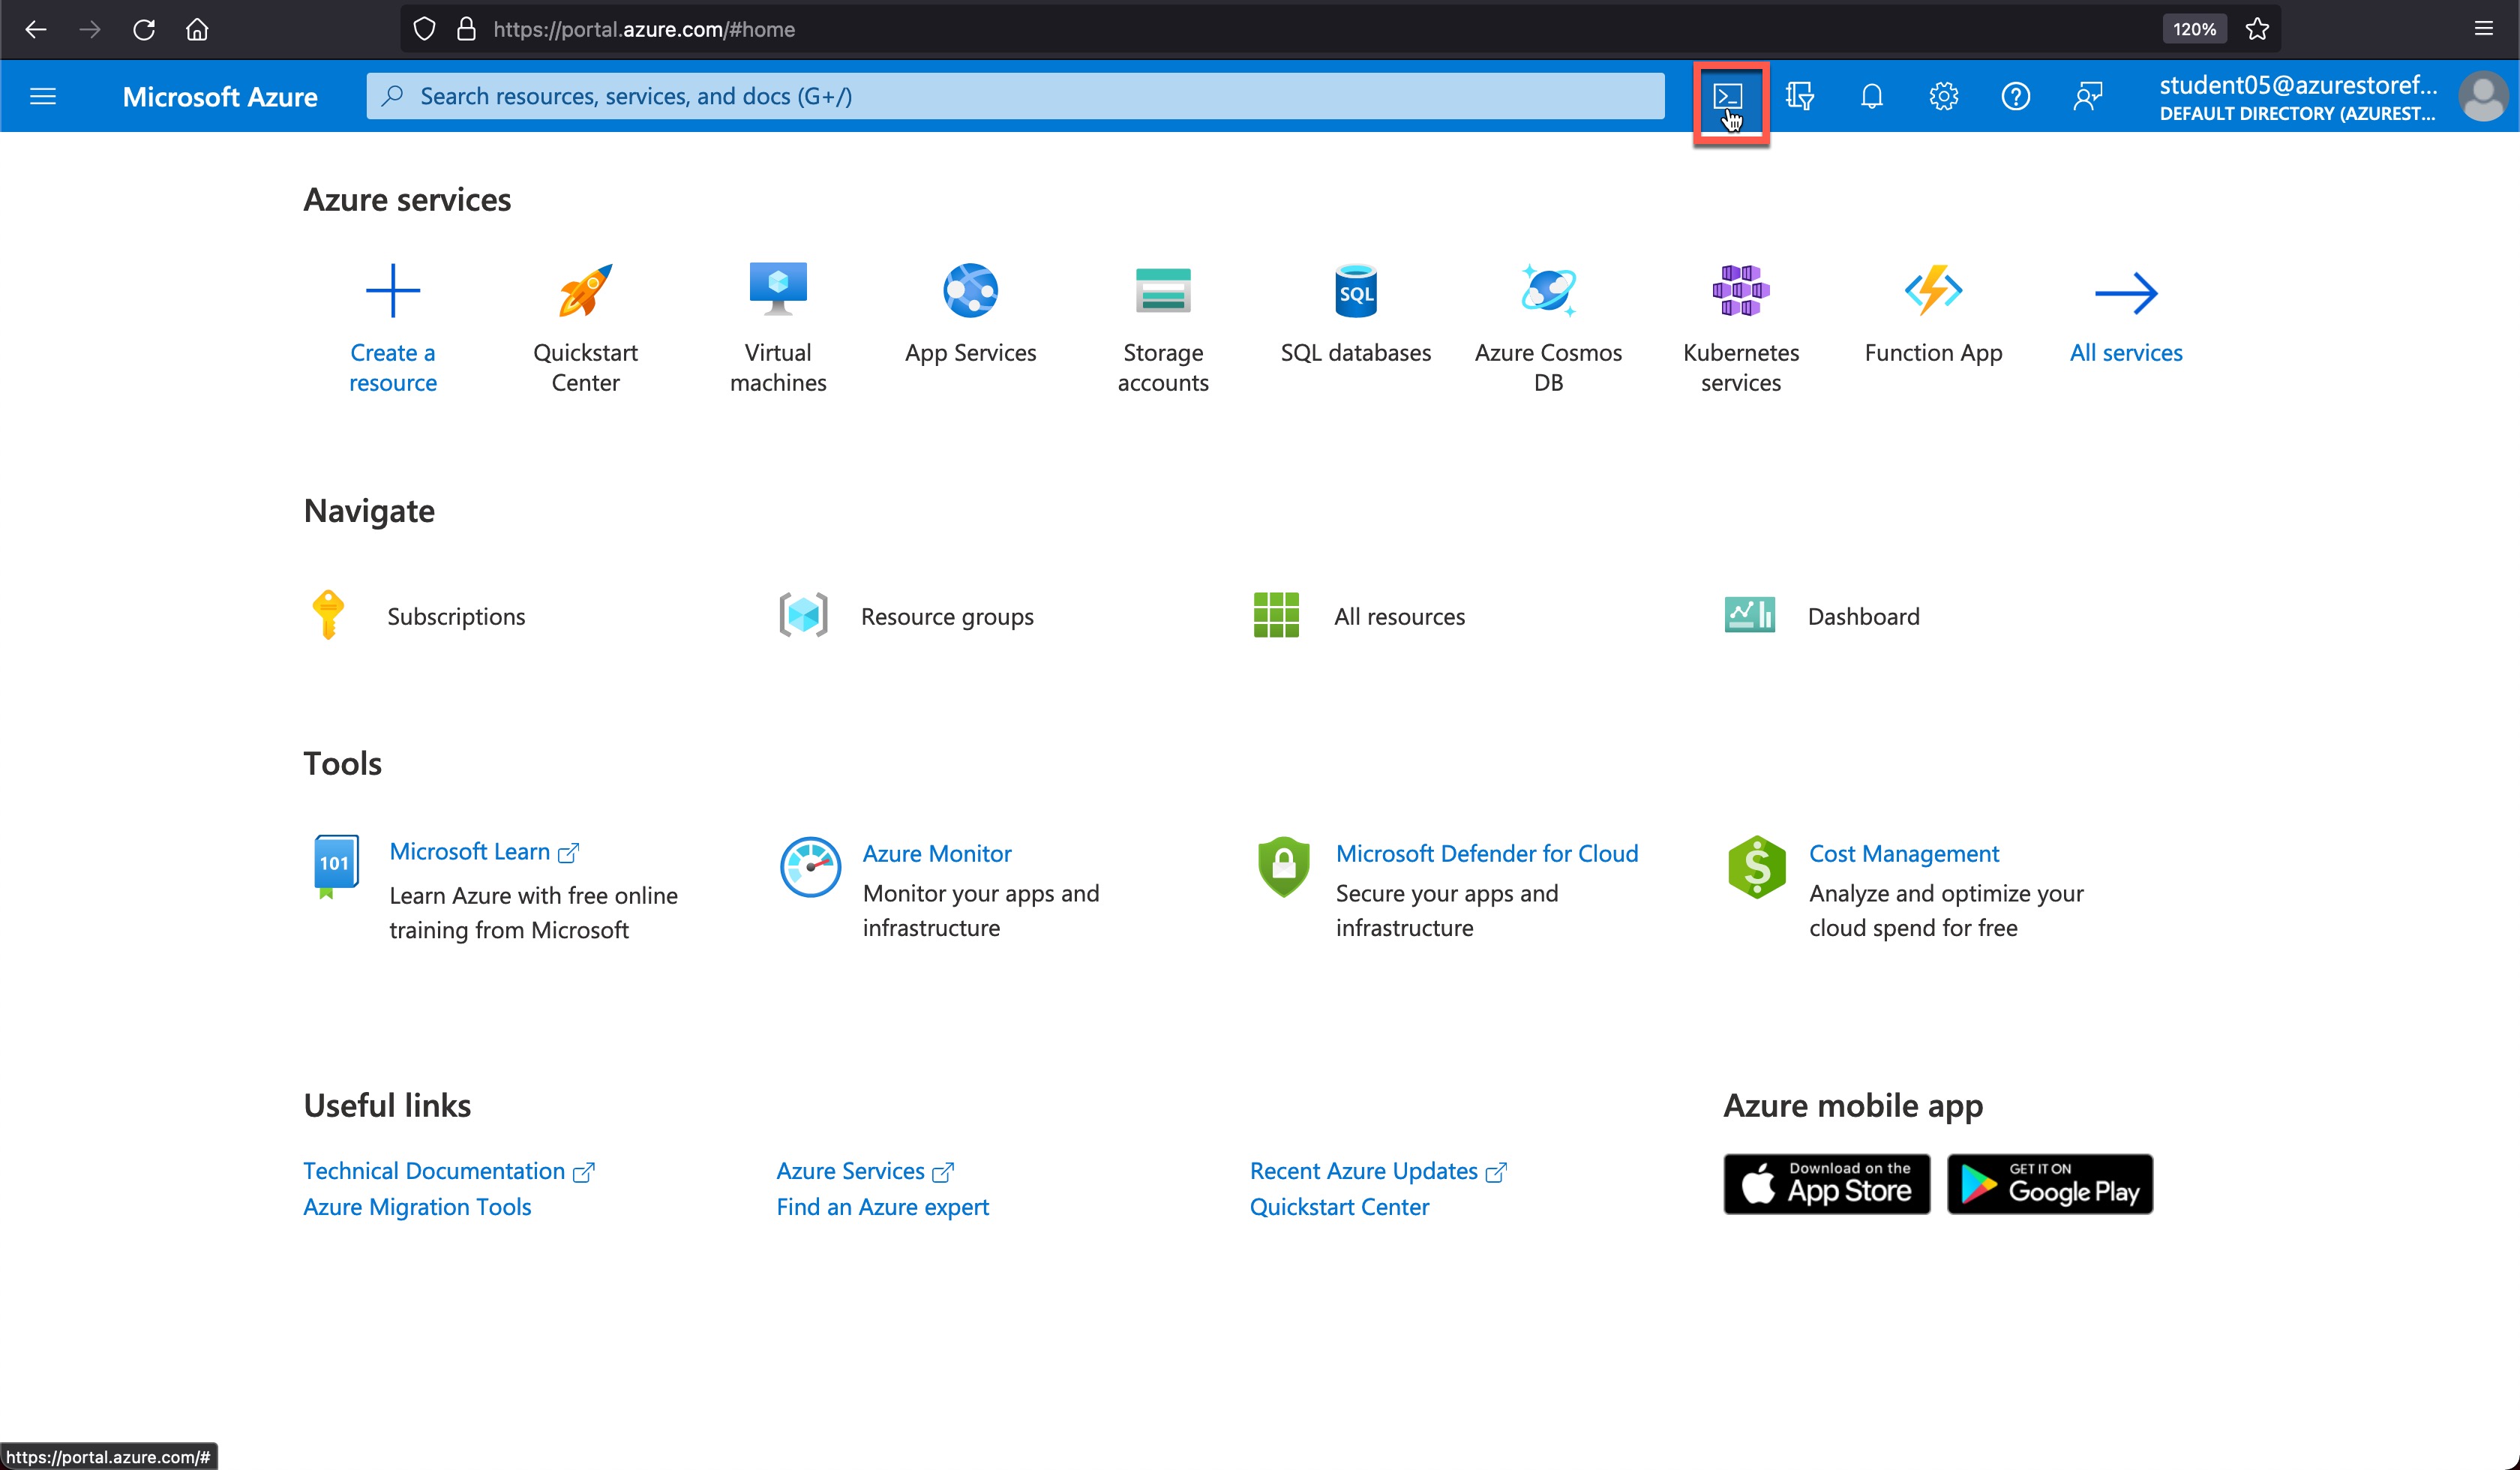 https://portal.azure.com/#home
120%
Microsoft Azure
Search resources, services, and docs (G+/)
student05@azurestoref...
DEFAULT DIRECTORY (AZUREST...
Azure services
Create a
resource
Quickstart
Center
Virtual
machines
App Services
Storage
accounts
SQL
SQL databases
Azure Cosmos
DB
Kubernetes
services
Function App
All services
Navigate
Subscriptions
Resource groups
All resources
Dashboard
Tools
101
Microsoft Learn
Learn Azure with free online
training from Microsoft
Azure Monitor
Monitor your apps and
infrastructure
Microsoft Defender for Cloud
Secure your apps and
infrastructure
$
Cost Management
Analyze and optimize your
cloud spend for free
Useful links
Technical Documentation
Azure Migration Tools
Azure Services
Find an Azure expert
Recent Azure Updates
Quickstart Center
Azure mobile app
Download on the
App Store
GET IT ON
Google Play
https://portal.azure.com/#